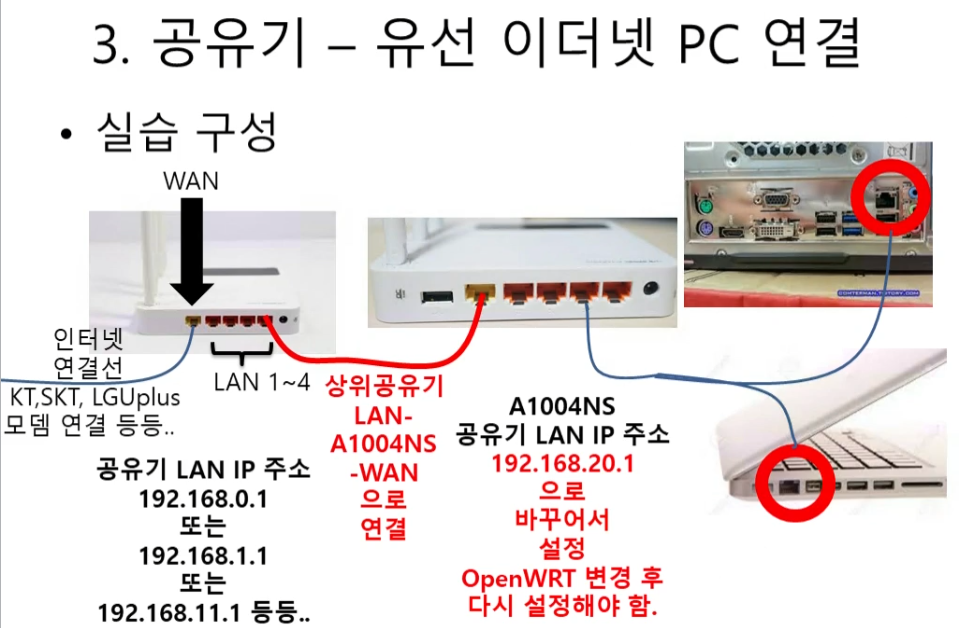 3. 공유기 – 유선 이더넷 PC 연결
• 실습 구성
WAN
인터넷
연결선
KT,SKT, LGUplus
모뎀 연결 등등..
LAN 1~4
공유기 LAN IP 주소
192.168.0.1
또는
192.168.1.1
또는
192.168.11.1 등등..
상위공유기
LAN-
A1004NS
-WAN
으로
연결
A1004NS
공유기 LAN IP 주소
192.168.20.1
으로
바꾸어서
설정
OpenWRT 변경 후
다시 설정해야 함.